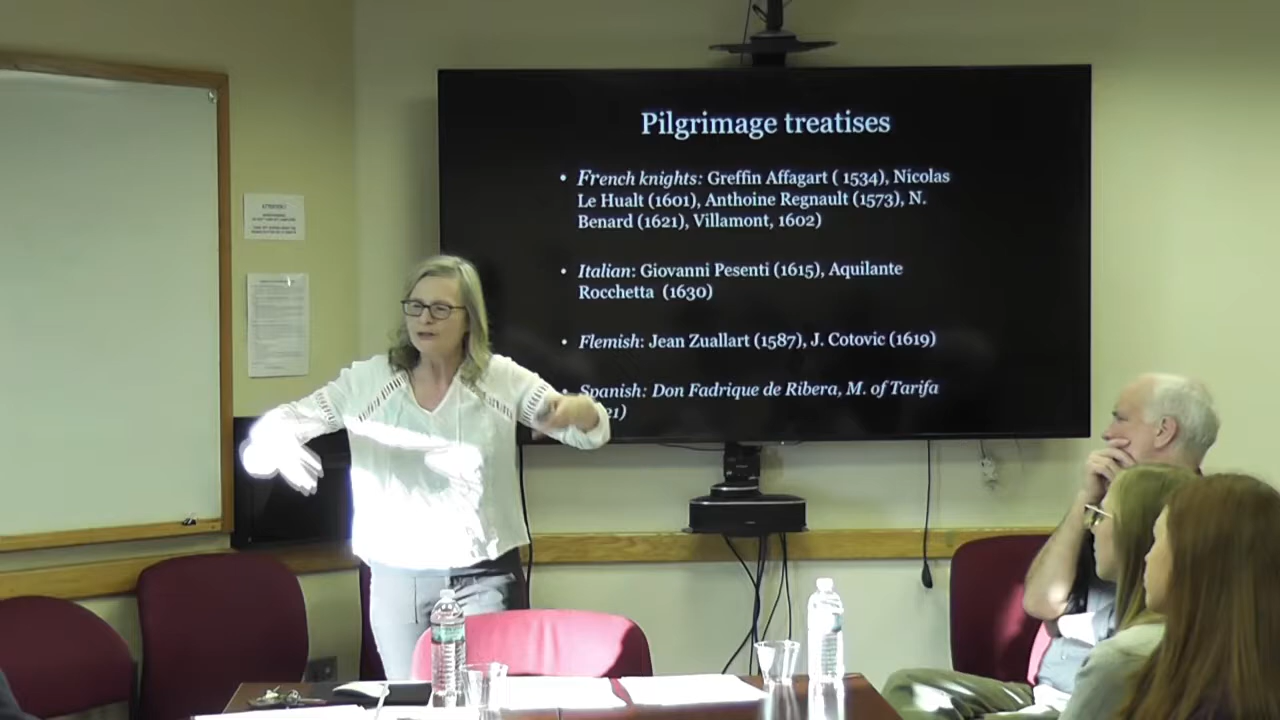 Pilgrimage treatises
• French knights: Greffin Affagart ( 1534), Nicolas
Le Hualt (1601), Anthoine Regnault (1573), N.
Benard (1621), Villamont, 1602)
• Italian: Giovanni Pesenti (1615), Aquilante
Rocchetta (1630)
• Flemish: Jean Zuallart (1587), J. Cotovic (1619)
• Spanish: Don Fadrique de Ribera, M. of Tarifa
21)
ATTENTION!